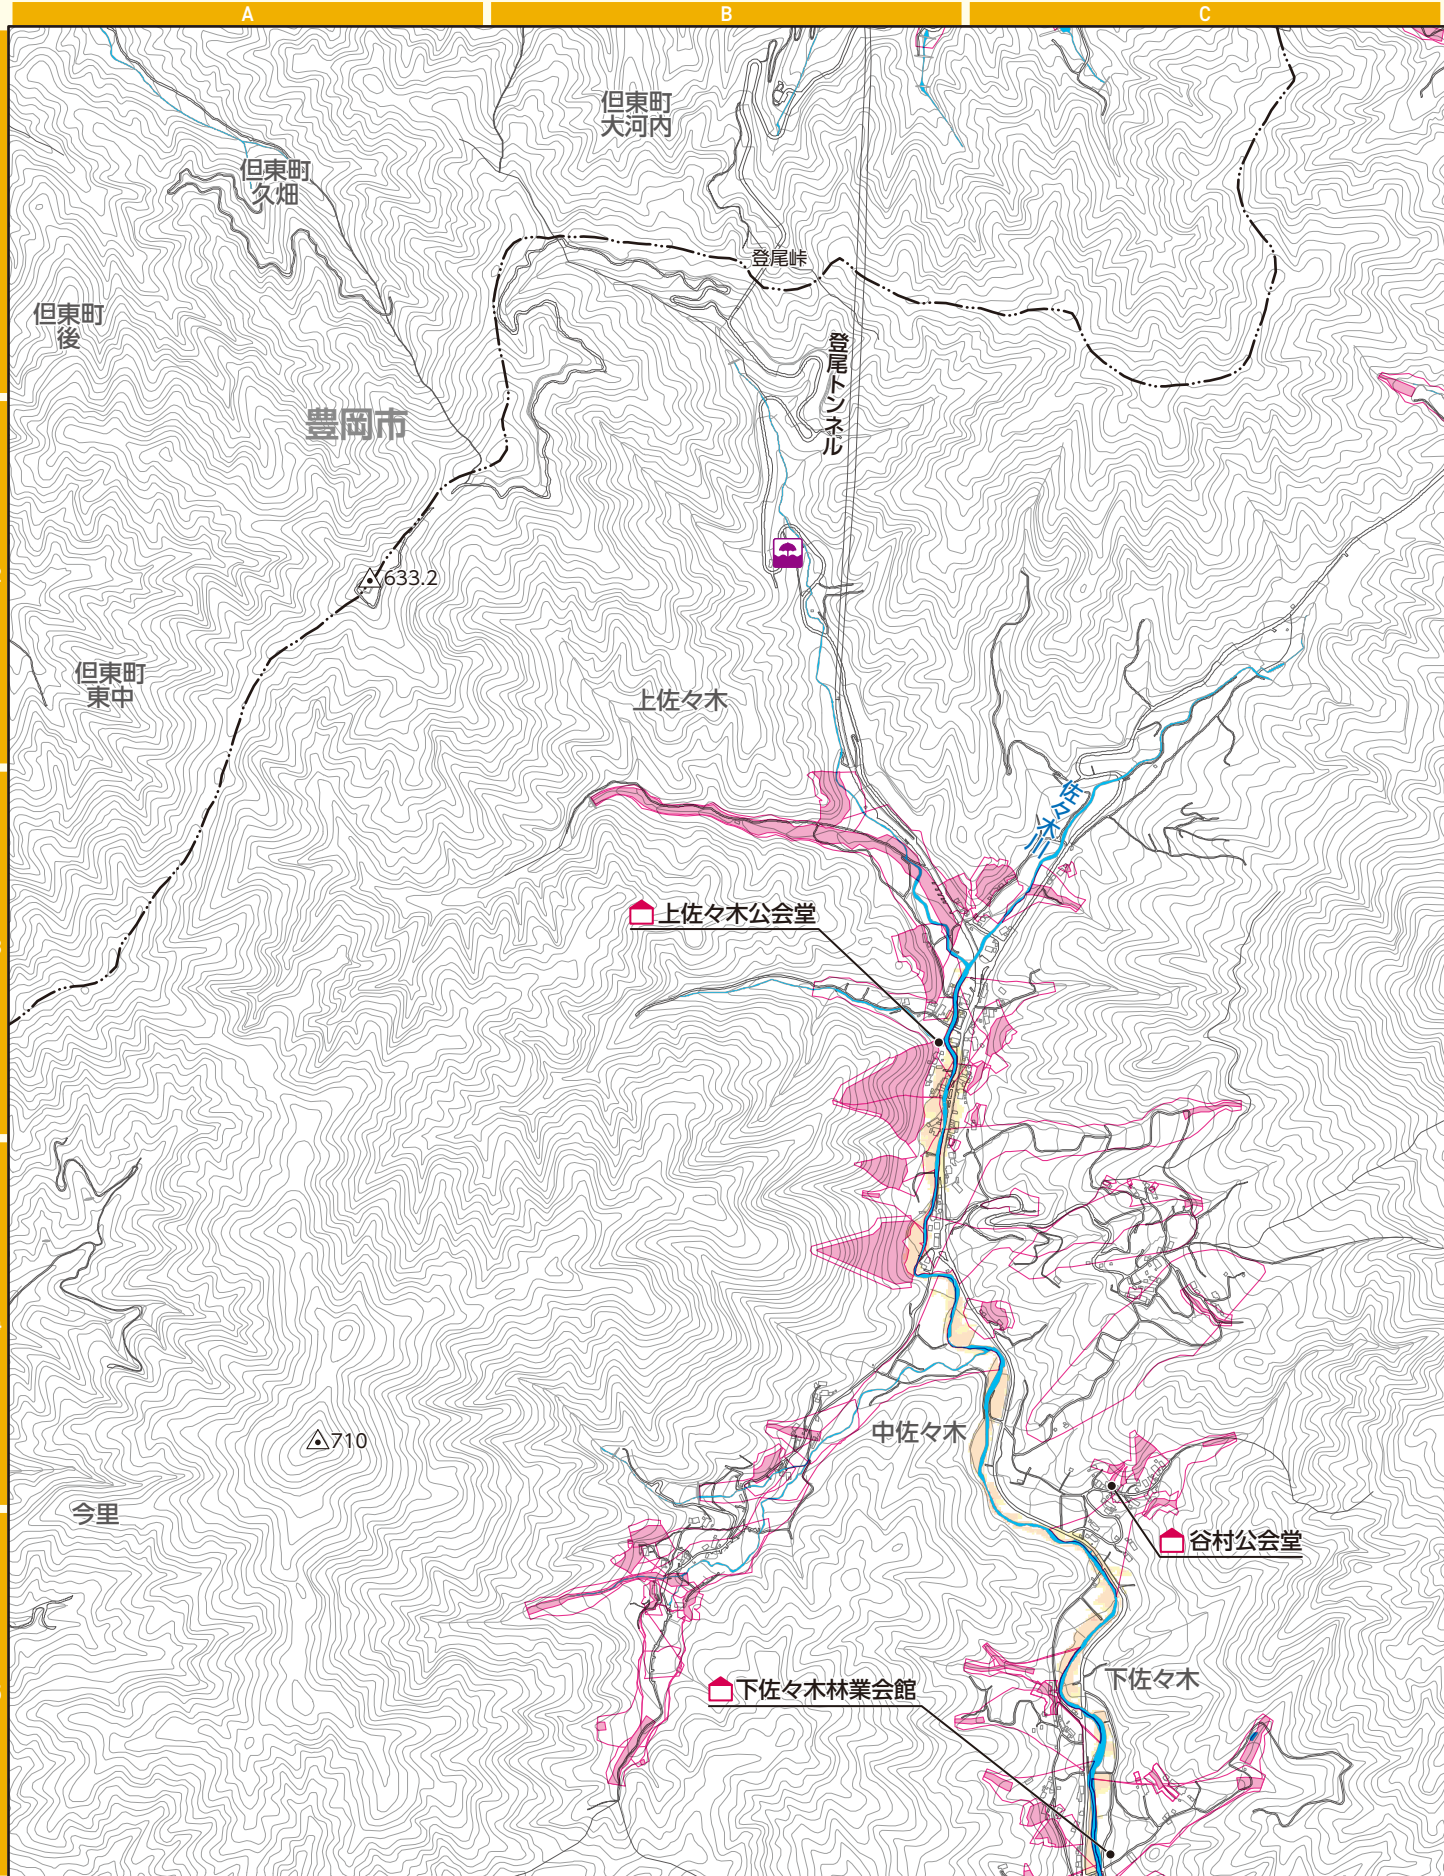 A
B
C
但東町
大河内
但東町
久畑
登尾峠
但東町
後
登尾トンネル
豊岡市
633.2
但東町
東中
上佐々木
佐々木川
上佐々木公会堂
中佐々木
710
今里
谷村公会堂
下佐々木
下佐々木林業会館